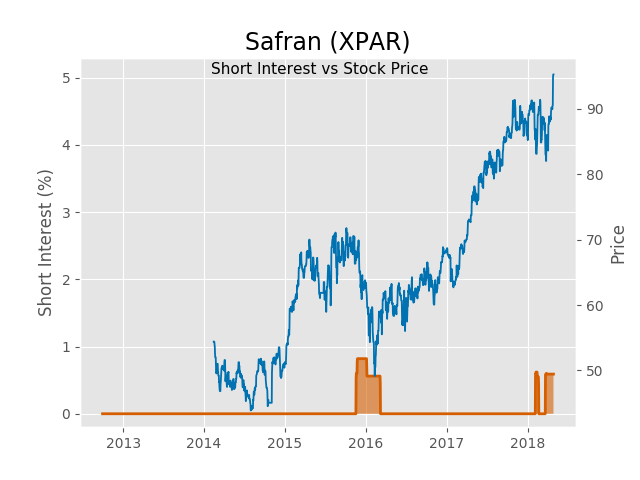 Safran (XPAR)
Short Interest vs Stock Price
Short Interest (%)
5
4
3
2
1
0
90
80
70
60
50
Price
2013 2014 2015 2016 2017 2018